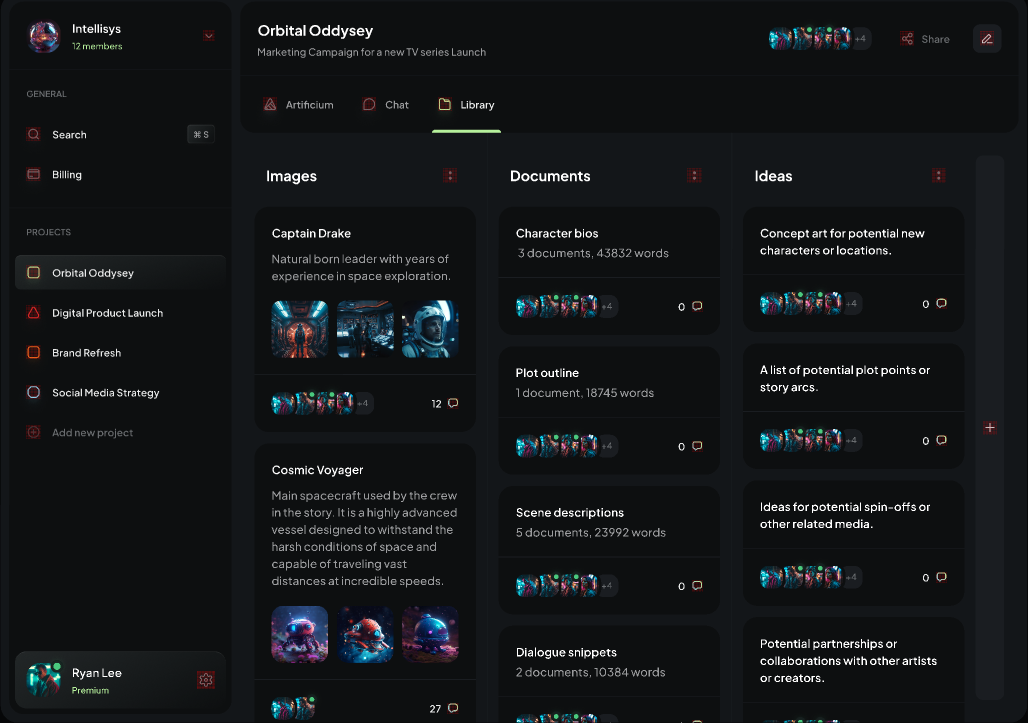 Intellisys
12 members
GENERAL
Search
⌘ S
Billing
PROJECTS
Orbital Oddysey
Digital Product Launch
Brand Refresh
Social Media Strategy
Add new project
Ryan Lee
Premium
Orbital Oddysey
Marketing Campaign for a new TV series Launch
+4
Share
Artificium
Chat
Library
Images
Captain Drake
Natural born leader with years of
experience in space exploration.
+4
12
Cosmic Voyager
Main spacecraft used by the crew
in the story. It is a highly advanced
vessel designed to withstand the
harsh conditions of space and
capable of traveling vast
distances at incredible speeds.
27
Documents
Character bios
3 documents, 43832 words
+4
0
Plot outline
1 document, 18745 words
+4
0
Scene descriptions
5 documents, 23992 words
+4
0
Dialogue snippets
2 documents, 10384 words
Ideas
Concept art for potential new
characters or locations.
+4
0
A list of potential plot points or
story arcs.
+4
0
Ideas for potential spin-offs or
other related media.
+4
0
Potential partnerships or
collaborations with other artists
or creators.